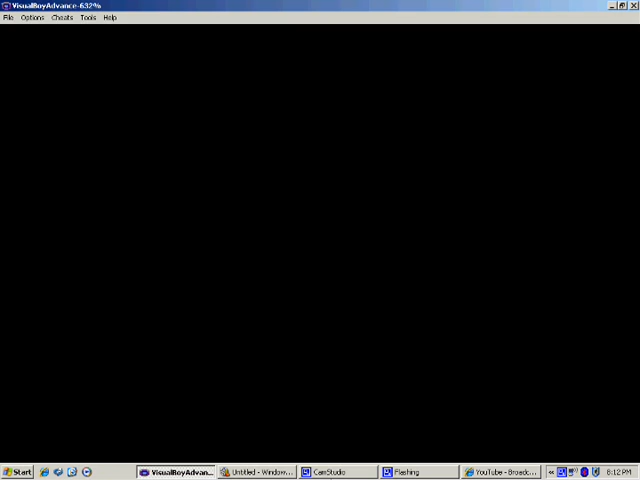 VisualBoyAdvance-632%
File Options Cheats Tools Help
Start VisualBoyAdvan... Untitled - Window... CamStudio Flashing YouTube - Broadc... « 8:12 PM